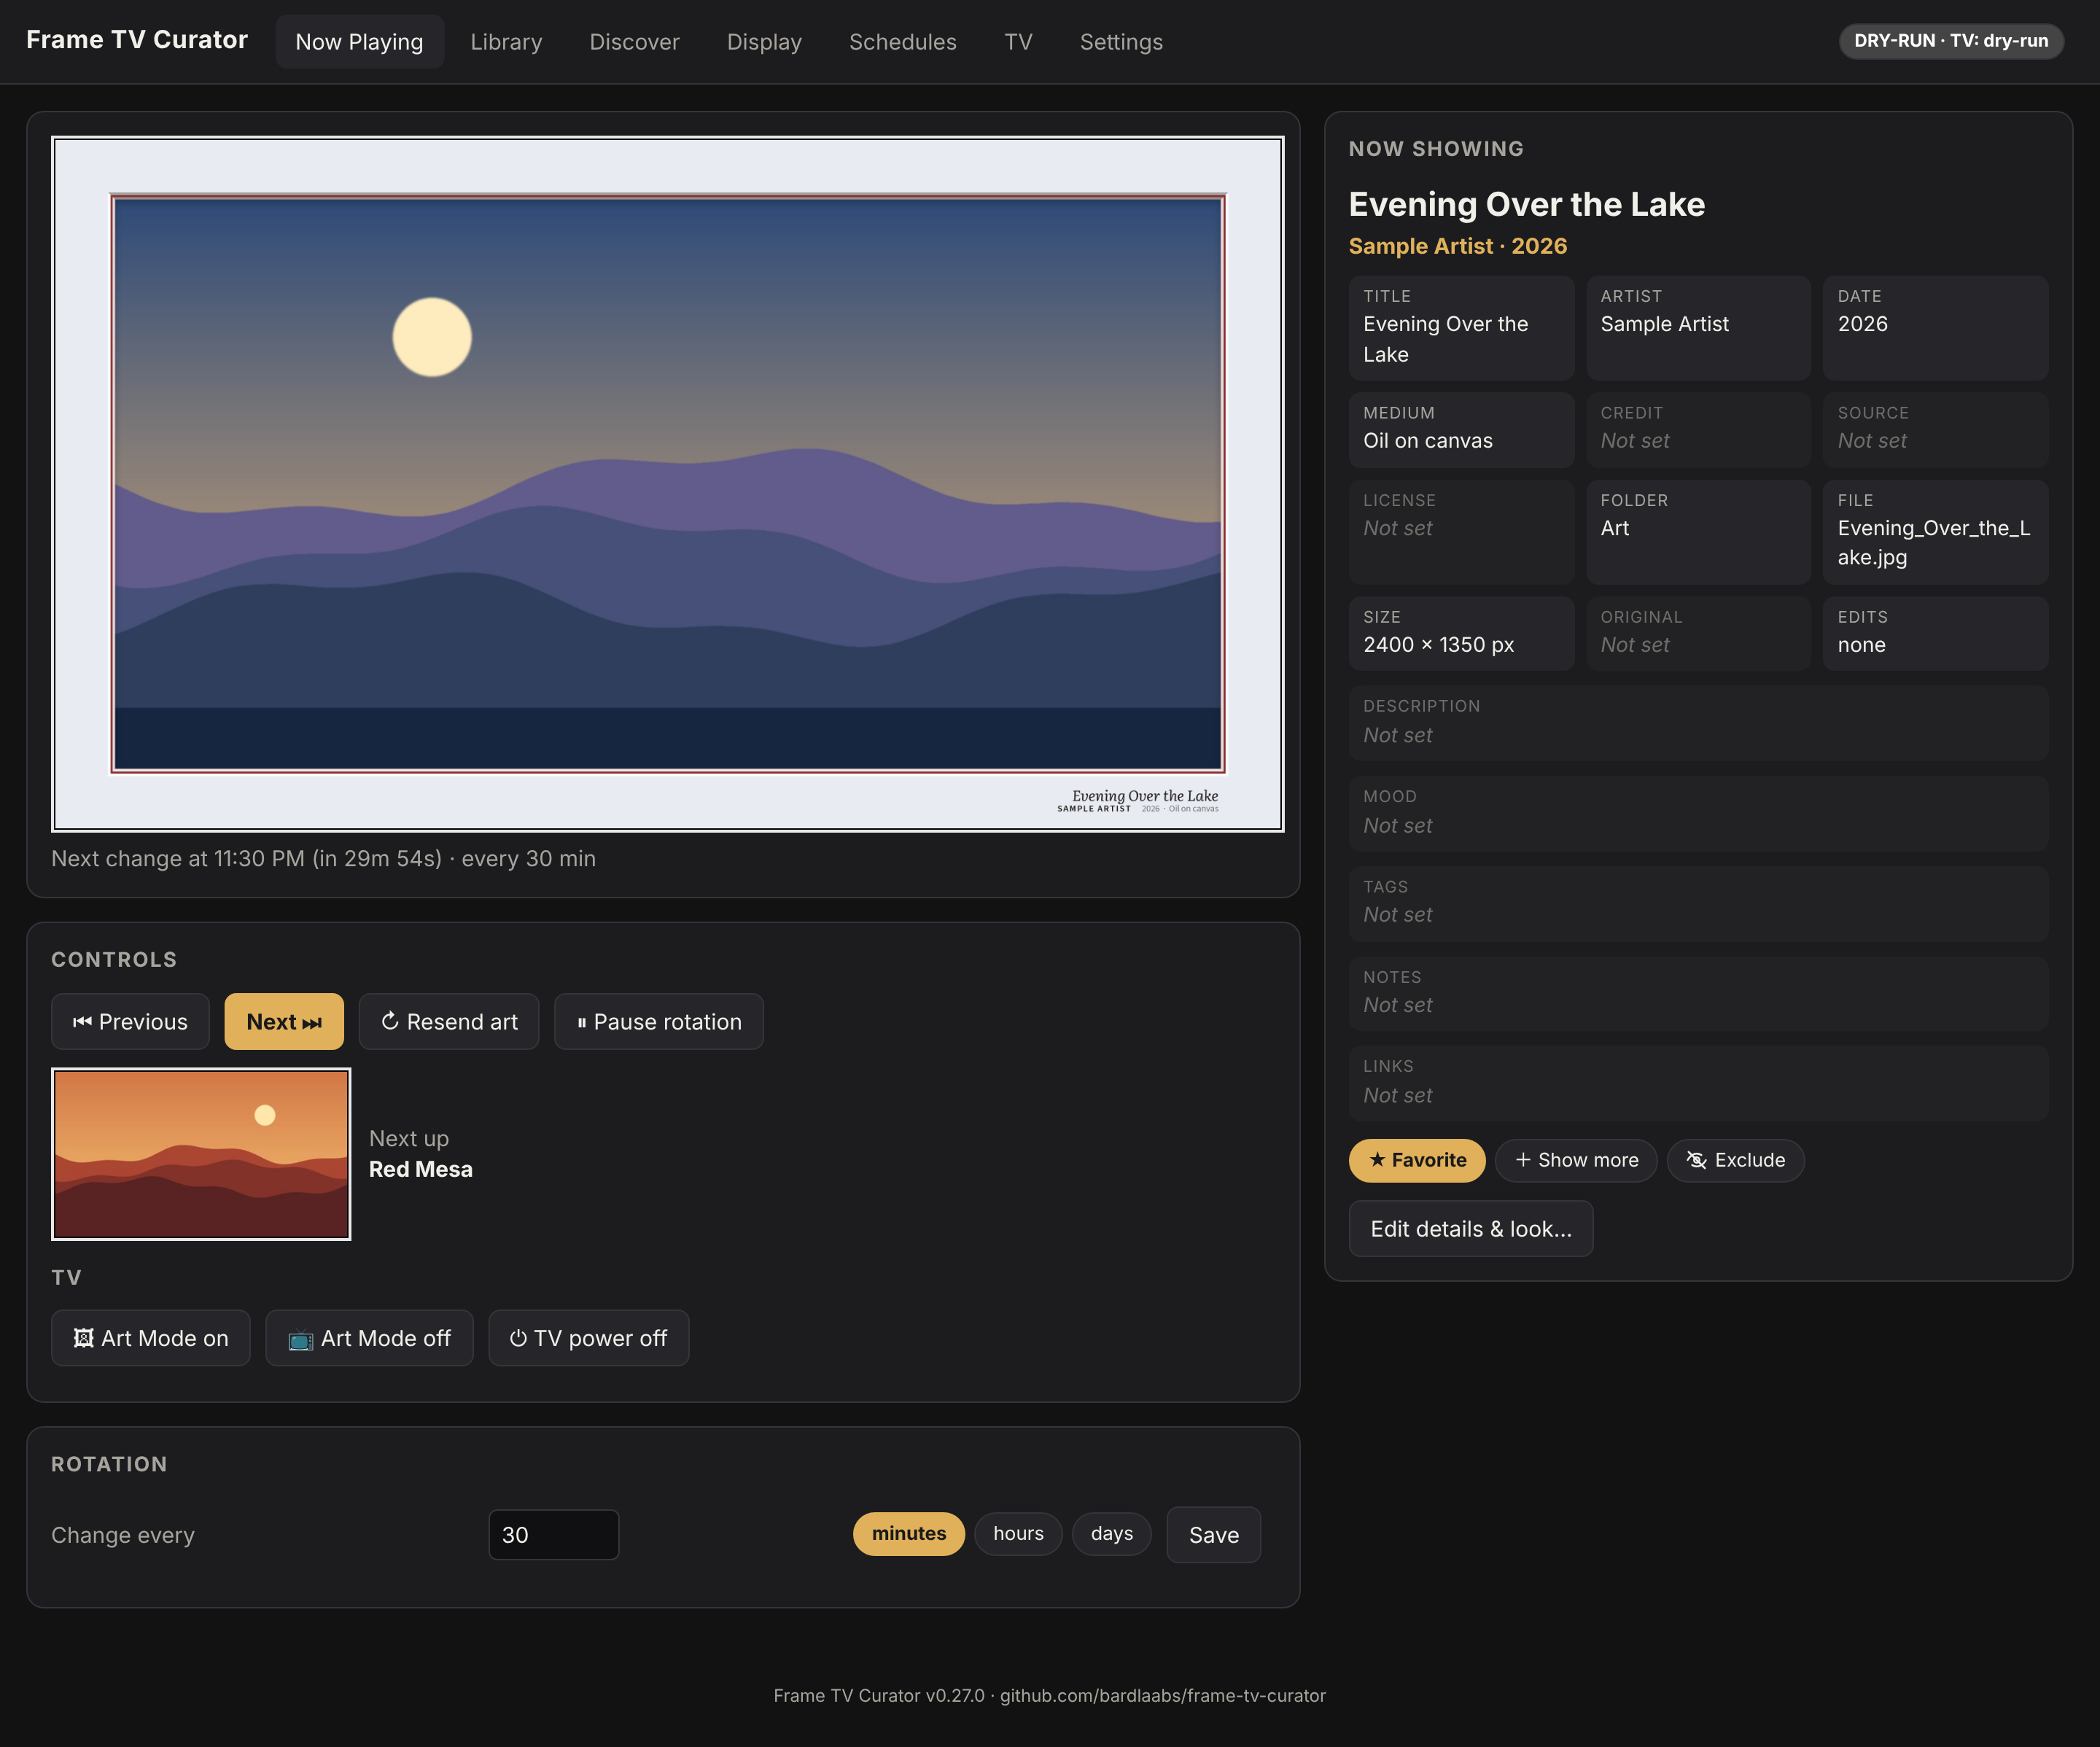 Frame TV Curator
Now Playing
Library
Discover
Display
Schedules
TV
Settings
DRY-RUN · TV: dry-run
Evening Over the Lake
SAMPLE ARTIST 2026 · Oil on canvas
Next change at 11:30 PM (in 29m 54s) · every 30 min
CONTROLS
Previous
Next
Resend art
Pause rotation
Next up
Red Mesa
TV
Art Mode on
Art Mode off
TV power off
ROTATION
Change every
30
minutes
hours
days
Save
NOW SHOWING
Evening Over the Lake
Sample Artist · 2026
TITLE
Evening Over the
Lake
ARTIST
Sample Artist
DATE
2026
MEDIUM
Oil on canvas
CREDIT
Not set
SOURCE
Not set
LICENSE
Not set
FOLDER
Art
FILE
Evening_Over_the_L
ake.jpg
SIZE
2400 × 1350 px
ORIGINAL
Not set
EDITS
none
DESCRIPTION
Not set
MOOD
Not set
TAGS
Not set
NOTES
Not set
LINKS
Not set
★ Favorite
+ Show more
Exclude
Edit details & look...
Frame TV Curator v0.27.0 · github.com/bardlaabs/frame-tv-curator